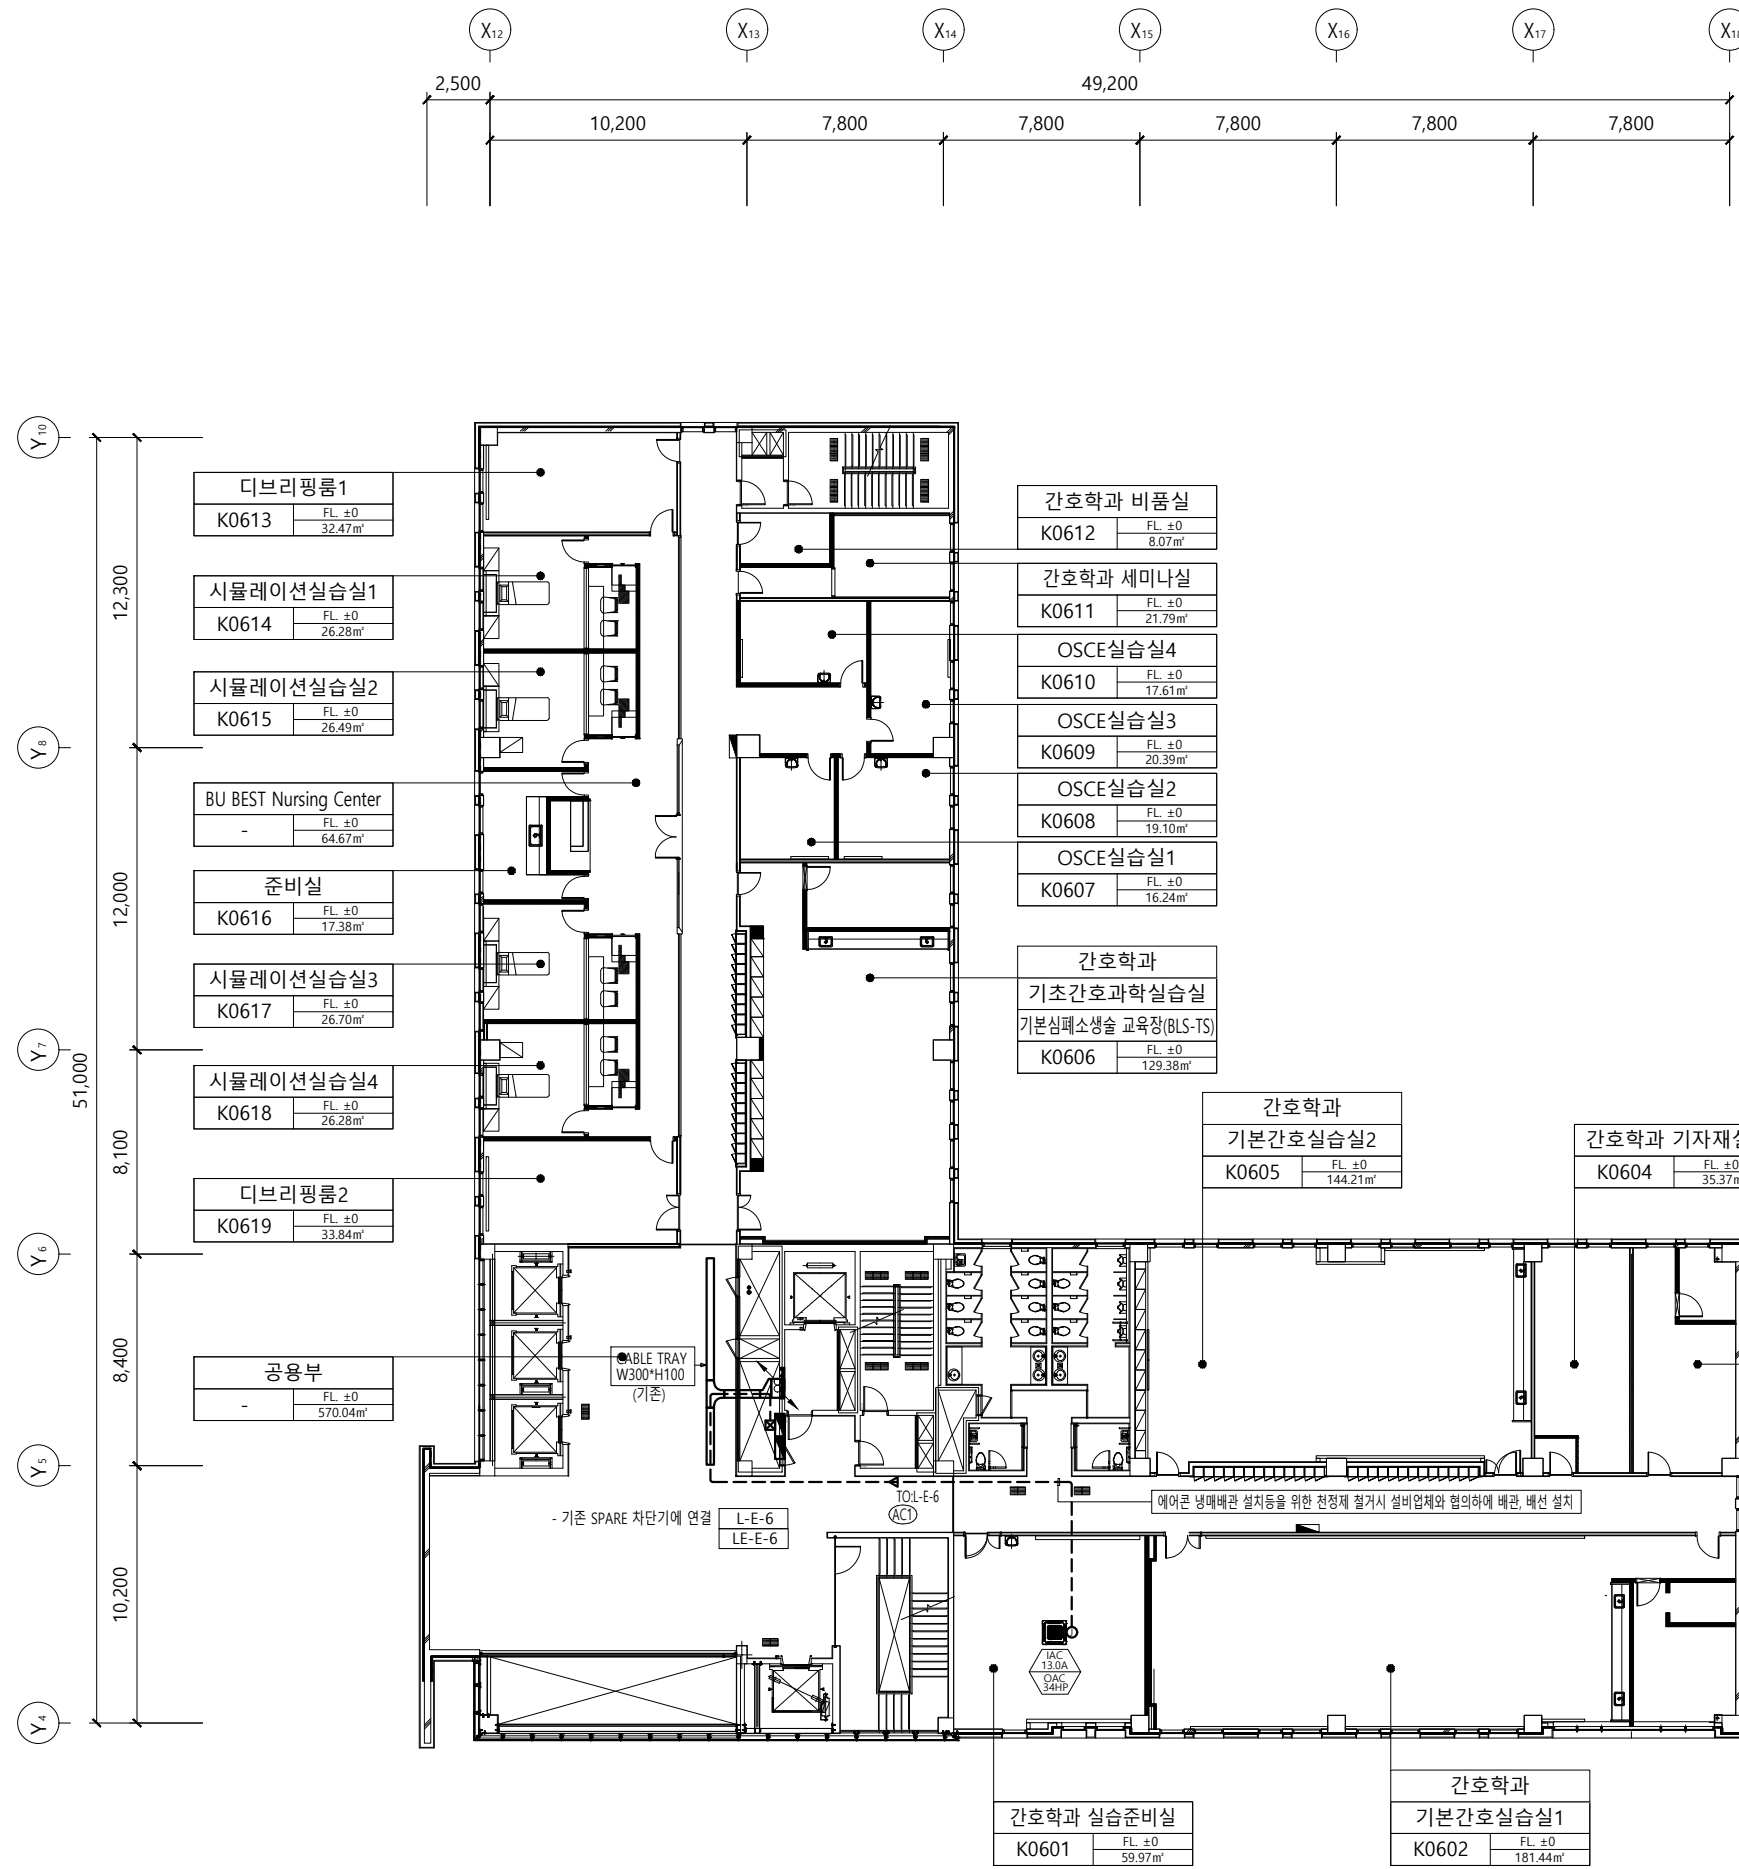 X12
X13
X14
X15
X16
X17
2,500
49,200
10,200
7,800
7,800
7,800
7,800
7,800
Y10
Y8
Y7
Y6
Y5
Y4
51,000
12,300
12,000
8,100
8,400
10,200
디브리핑룸1
K0613
FL. ±0
32.47㎡
시뮬레이션실습실1
K0614
FL. ±0
26.28㎡
시뮬레이션실습실2
K0615
FL. ±0
26.49㎡
BU BEST Nursing Center
-
FL. ±0
64.67㎡
준비실
K0616
FL. ±0
17.38㎡
시뮬레이션실습실3
K0617
FL. ±0
26.70㎡
시뮬레이션실습실4
K0618
FL. ±0
26.28㎡
디브리핑룸2
K0619
FL. ±0
33.84㎡
공용부
-
FL. ±0
570.04㎡
간호학과 비품실
K0612
FL. ±0
8.07㎡
간호학과 세미나실
K0611
FL. ±0
21.79㎡
OSCE실습실4
K0610
FL. ±0
17.61㎡
OSCE실습실3
K0609
FL. ±0
20.39㎡
OSCE실습실2
K0608
FL. ±0
19.10㎡
OSCE실습실1
K0607
FL. ±0
16.24㎡
간호학과
기초간호과학실습실
기본심폐소생술 교육장(BLS-TS)
K0606
FL. ±0
129.38㎡
간호학과
기본간호실습실2
K0605
FL. ±0
144.21㎡
간호학과 기자재실
K0604
FL. ±0
35.37㎡
CABLE TRAY
W300*H100
(기존)
- 기존 SPARE 차단기에 연결
L-E-6
LE-E-6
TO:L-E-6
AC1
에어콘 냉매배관 설치등을 위한 천정제 철거시 설비업체와 협의하에 배관, 배선 설치
IAC
13.0A
OAC
34HP
간호학과 실습준비실
K0601
FL. ±0
59.97㎡
간호학과
기본간호실습실1
K0602
FL. ±0
181.44㎡